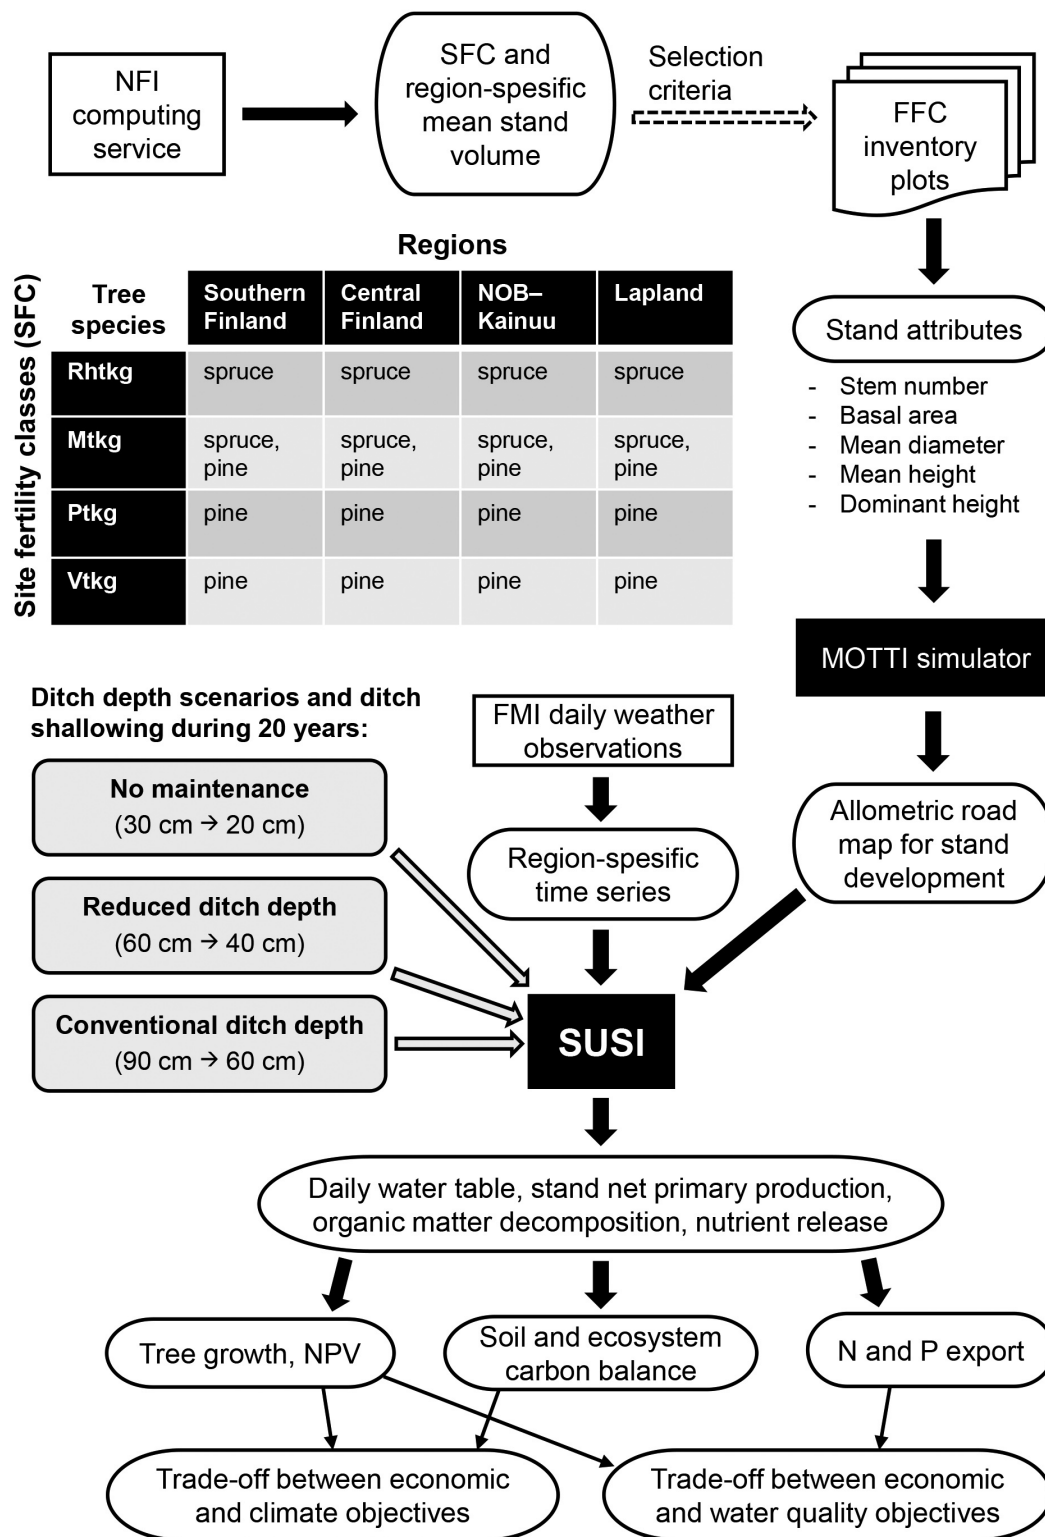 NFI
computing
service
SFC and
region-spesific
mean stand
volume
Selection
criteria
FFC
inventory
plots
Regions
Site fertility classes (SFC)
Tree
species
Southern
Finland
Central
Finland
NOB–
Kainuu
Lapland
Rhtkg
spruce
spruce
spruce
spruce
Mtkg
spruce,
pine
spruce,
pine
spruce,
pine
spruce,
pine
Ptkg
pine
pine
pine
pine
Vtkg
pine
pine
pine
pine
Stand attributes
- Stem number
- Basal area
- Mean diameter
- Mean height
- Dominant height
MOTTI simulator
Allometric road
map for stand
development
Ditch depth scenarios and ditch
shallowing during 20 years:
No maintenance
(30 cm → 20 cm)
Reduced ditch depth
(60 cm → 40 cm)
Conventional ditch depth
(90 cm → 60 cm)
FMI daily weather
observations
Region-spesific
time series
SUSI
Daily water table, stand net primary production,
organic matter decomposition, nutrient release
Tree growth, NPV
Soil and ecosystem
carbon balance
N and P export
Trade-off between economic
and climate objectives
Trade-off between economic
and water quality objectives